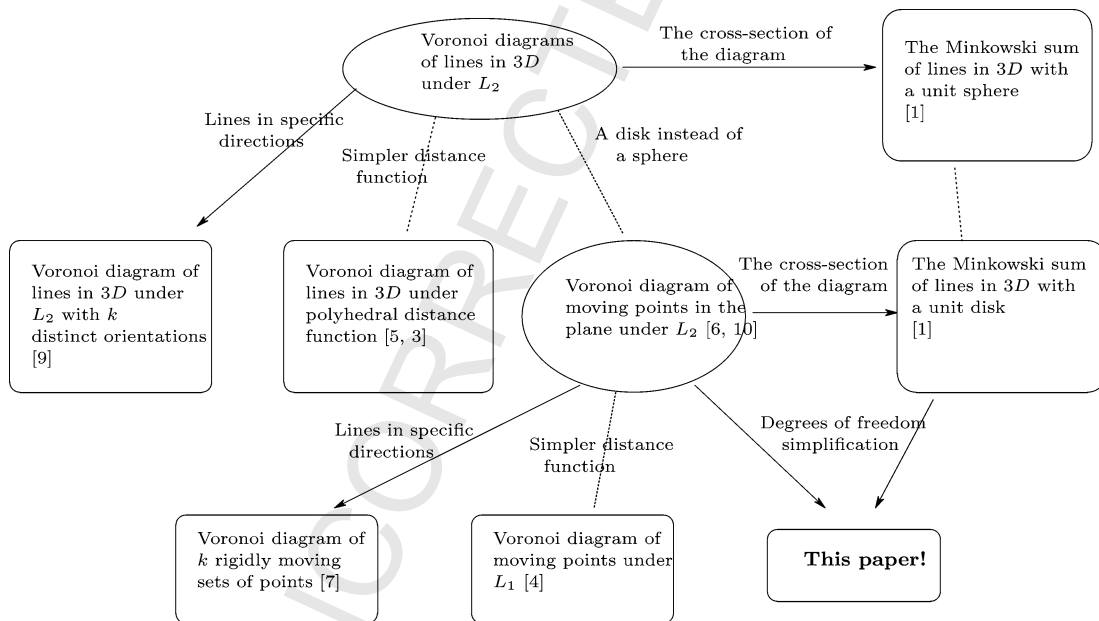 Voronoi diagrams
of lines in 3D
under L₂
The cross-section of
the diagram
The Minkowski sum
of lines in 3D with
a unit sphere
[1]
Lines in specific
directions
Simpler distance
function
A disk instead of
a sphere
Voronoi diagram of
lines in 3D under
L₂ with k
distinct orientations
[9]
Voronoi diagram of
lines in 3D under
polyhedral distance
function [5, 3]
Voronoi diagram of
moving points in the
plane under L₂ [6, 10]
The cross-section
of the diagram
The Minkowski sum
of lines in 3D with
a unit disk
[1]
Lines in specific
directions
Simpler distance
function
Degrees of freedom
simplification
Voronoi diagram of
k rigidly moving
sets of points [7]
Voronoi diagram of
moving points under
L₁ [4]
This paper!
CORRECTE